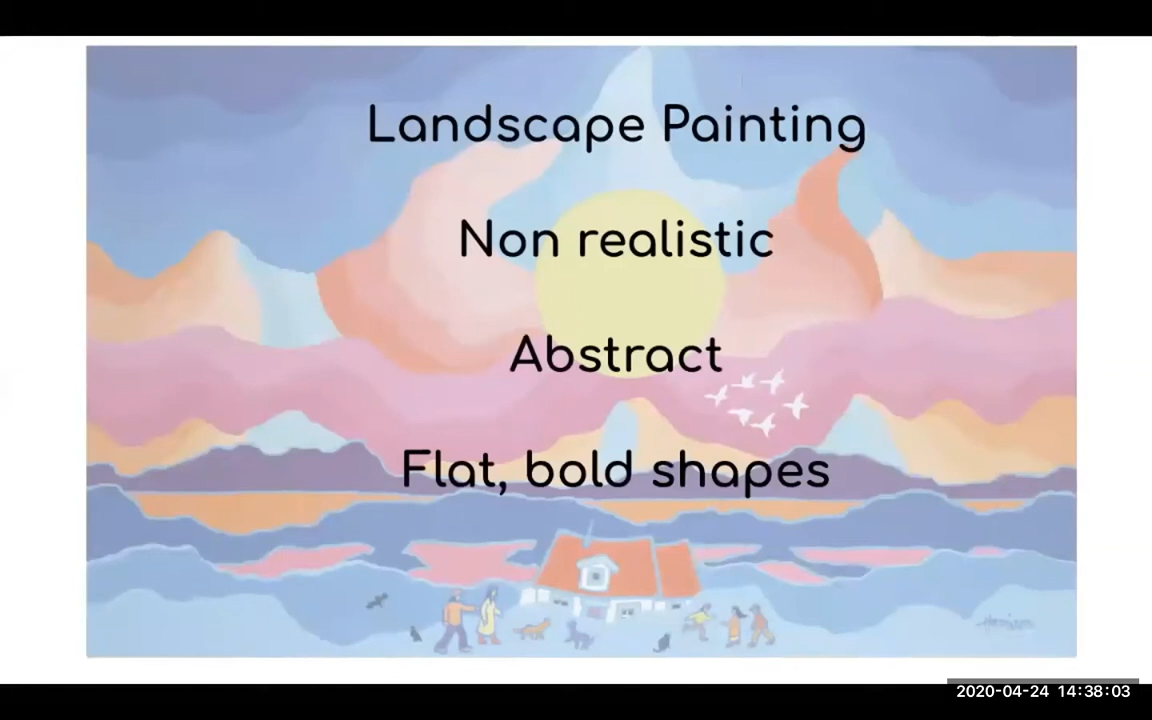 Landscape Painting
Non realistic
Abstract
Flat, bold shapes
2020-04-24 14:38:03